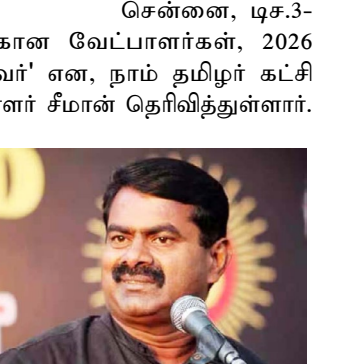 சென்னை, டிச.3-
கான வேட்பாளர்கள், 2026
வர்' என, நாம் தமிழர் கட்சி
ளர் சீமான் தெரிவித்துள்ளார்.